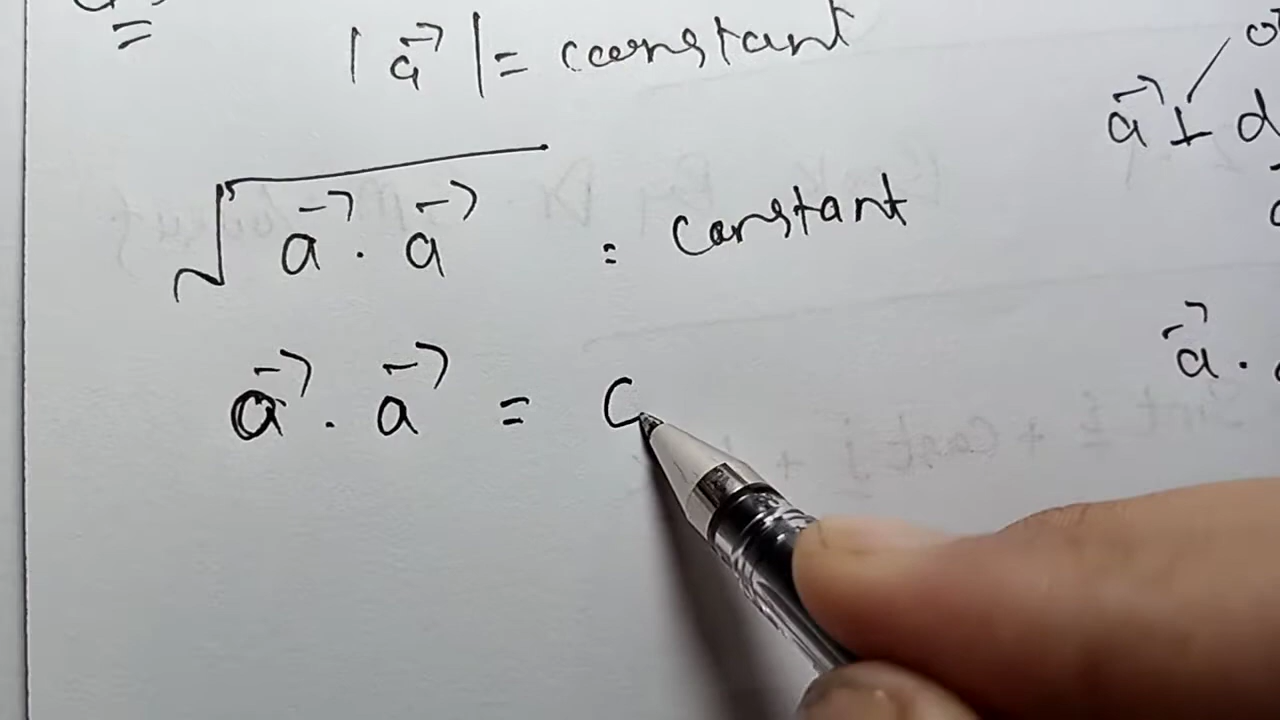 |a⃗| = constant
√(a⃗ . a⃗) = constant
a⃗ . a⃗ = C
a⃗ ⊥ d
a⃗ .